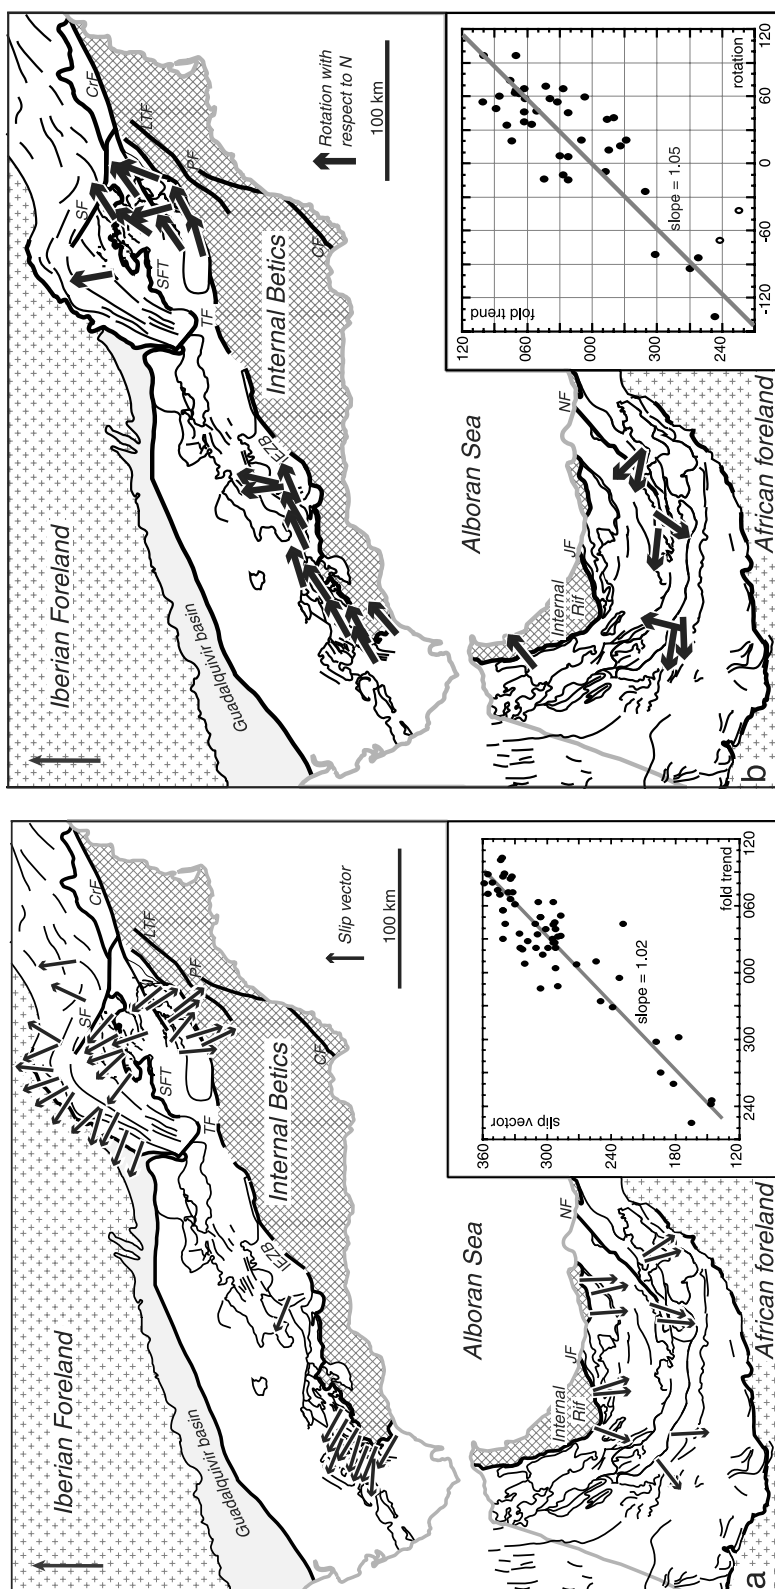 Iberian Foreland
Guadalquivir basin
CrF
SF
LTF
PF
SFT
TF
CF
Internal Betics
IEZB
Slip vector
100 km
Alboran Sea
NF
JF
Internal
Rif
African foreland
slip vector
360
300
240
180
120
240
300
000
060
120
fold trend
slope = 1.02
a
Iberian Foreland
Guadalquivir basin
CrF
SF
LTF
PF
SFT
TF
CF
Internal Betics
IEZB
Rotation with
respect to N
100 km
Alboran Sea
NF
JF
Internal
Rif
African foreland
fold trend
120
060
000
300
240
-120
-60
0
60
120
rotation
slope = 1.05
b